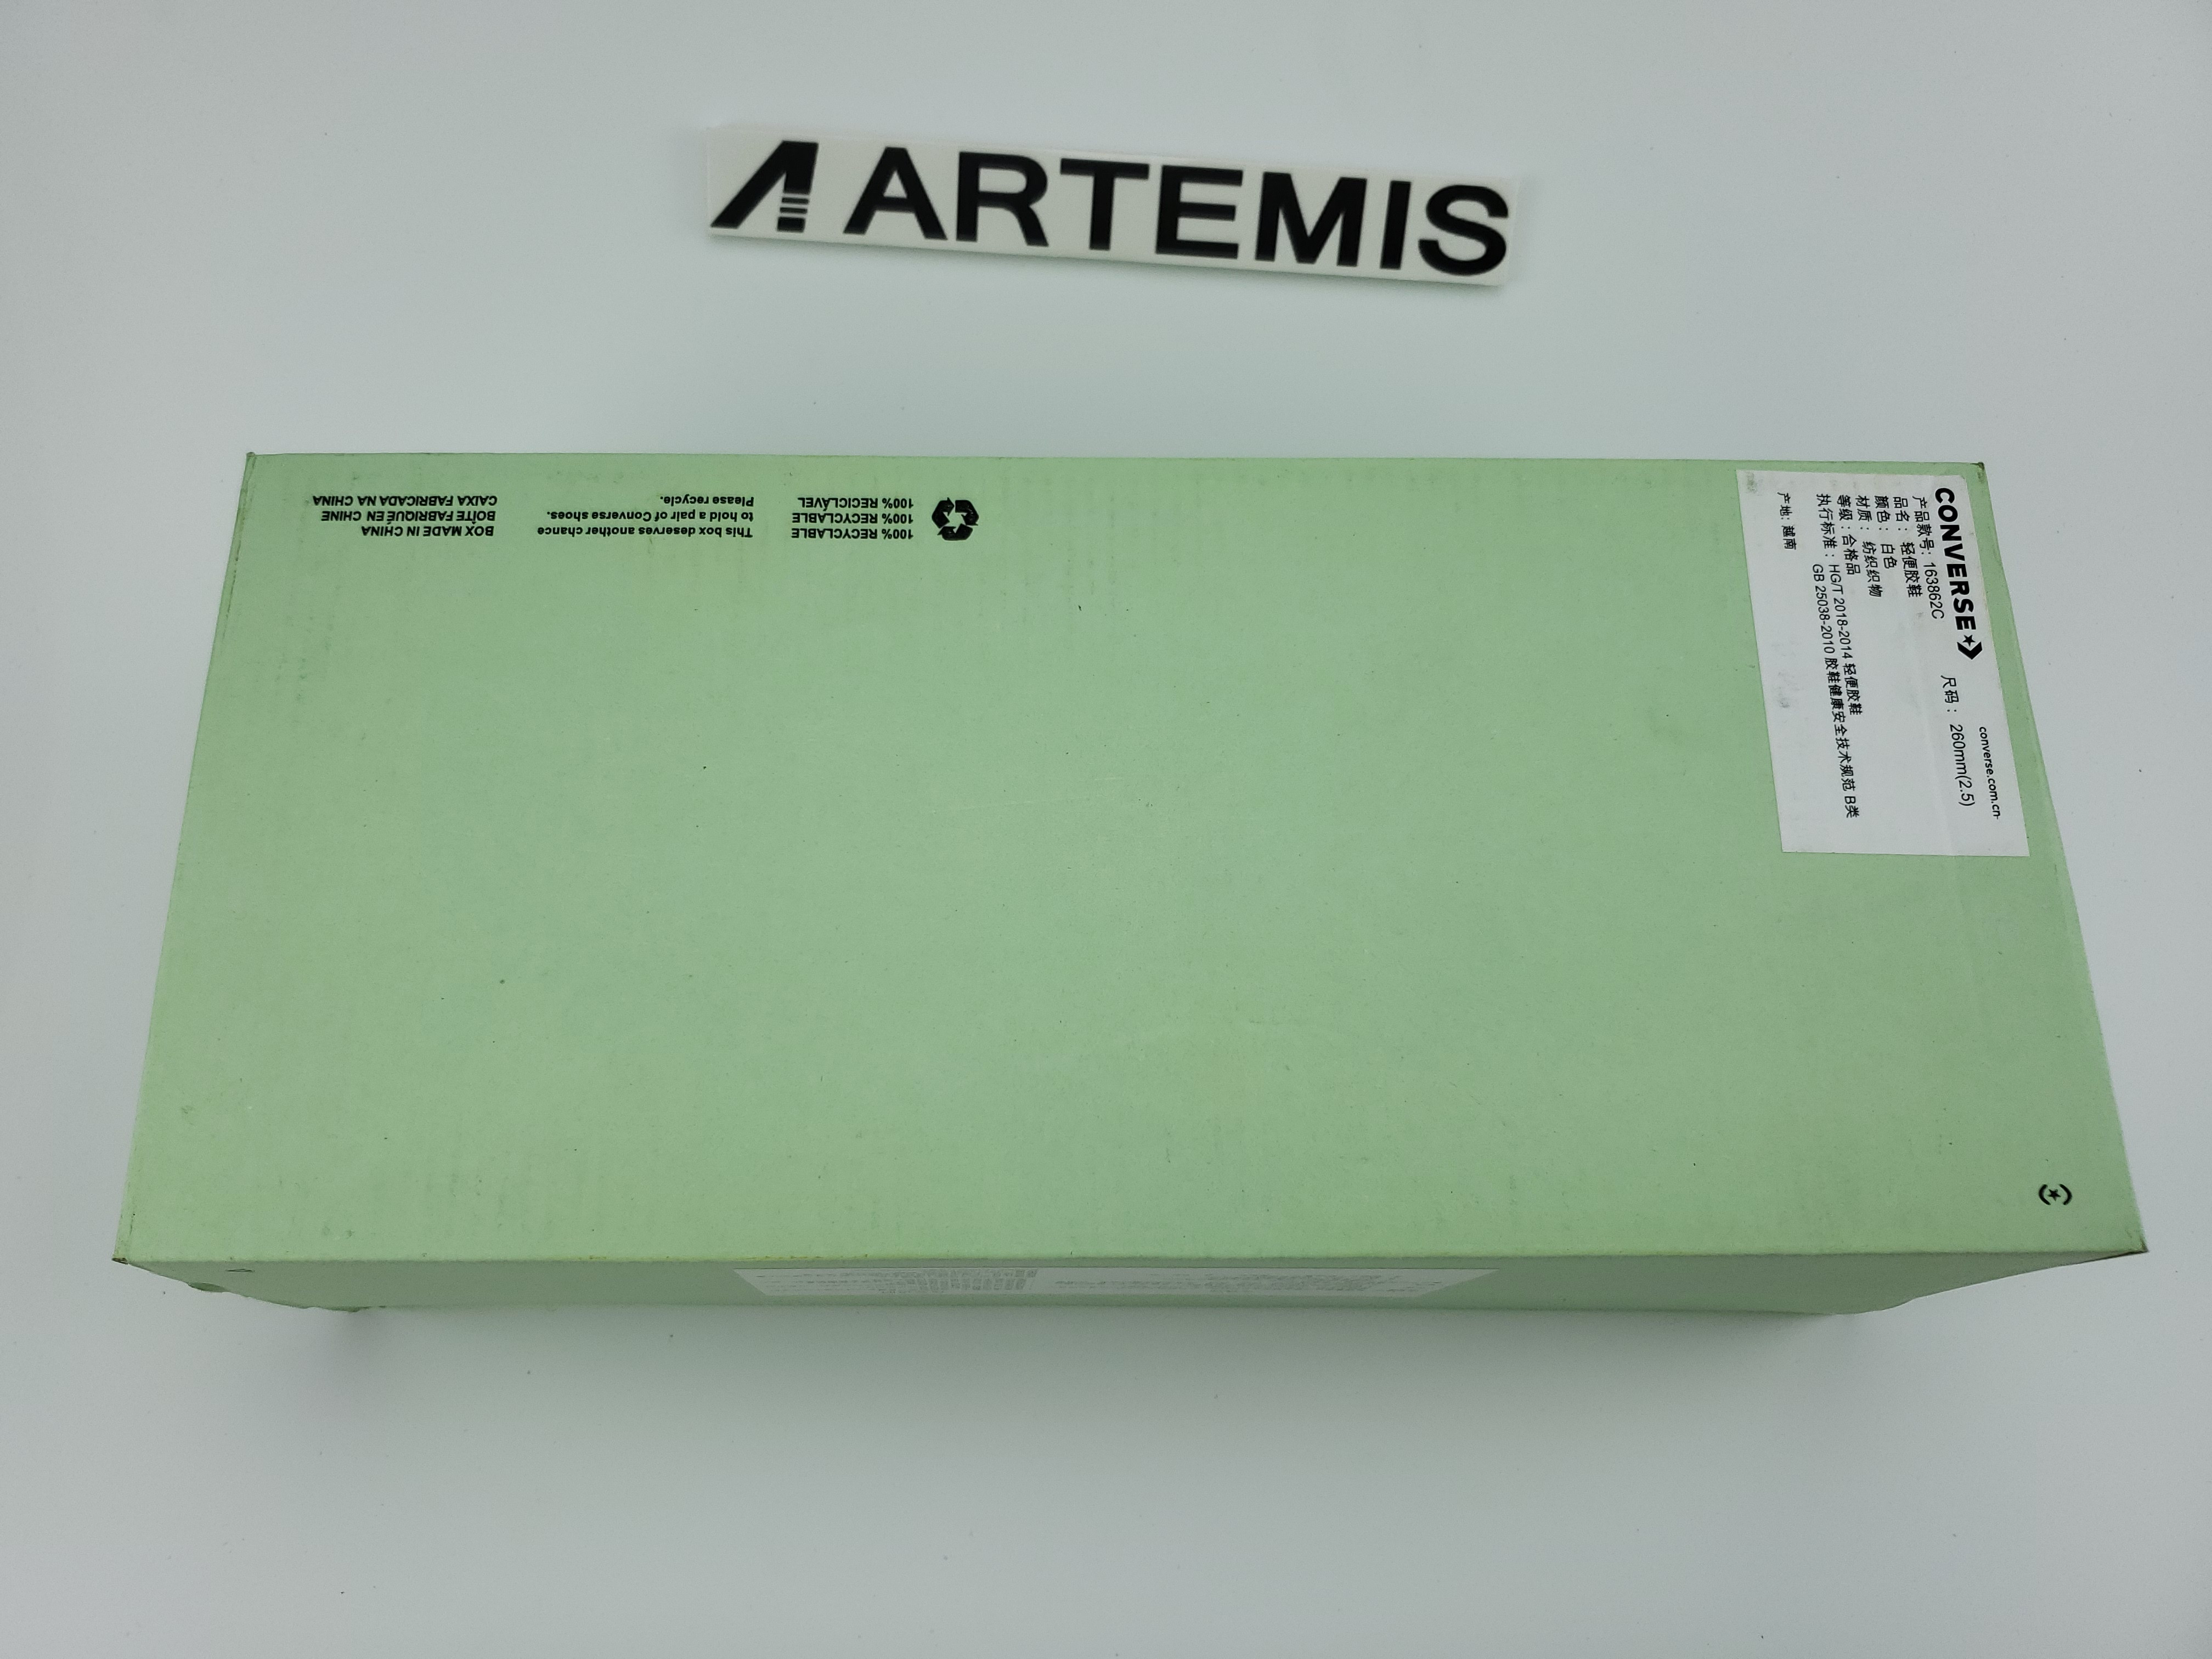 ARTEMIS
BOX MADE IN CHINA
BOÎTE FABRIQUÉ EN CHINE
CAIXA FABRICADA NA CHINA
This box deserves another chance
to hold a pair of Converse shoes.
Please recycle.
100% RECYCLABLE
100% RECYCLABLE
100% RECICLÁVEL
CONVERSE
converse.com.cn
产品款号: 163862C
尺码: 260mm(2.5)
品名: 轻便胶鞋
颜色: 白色
材质: 纺织织物
等级: 合格品
执行标准: HG/T 2018-2014 轻便胶鞋
GB 25038-2010 胶鞋健康安全技术规范 B类
产地: 越南